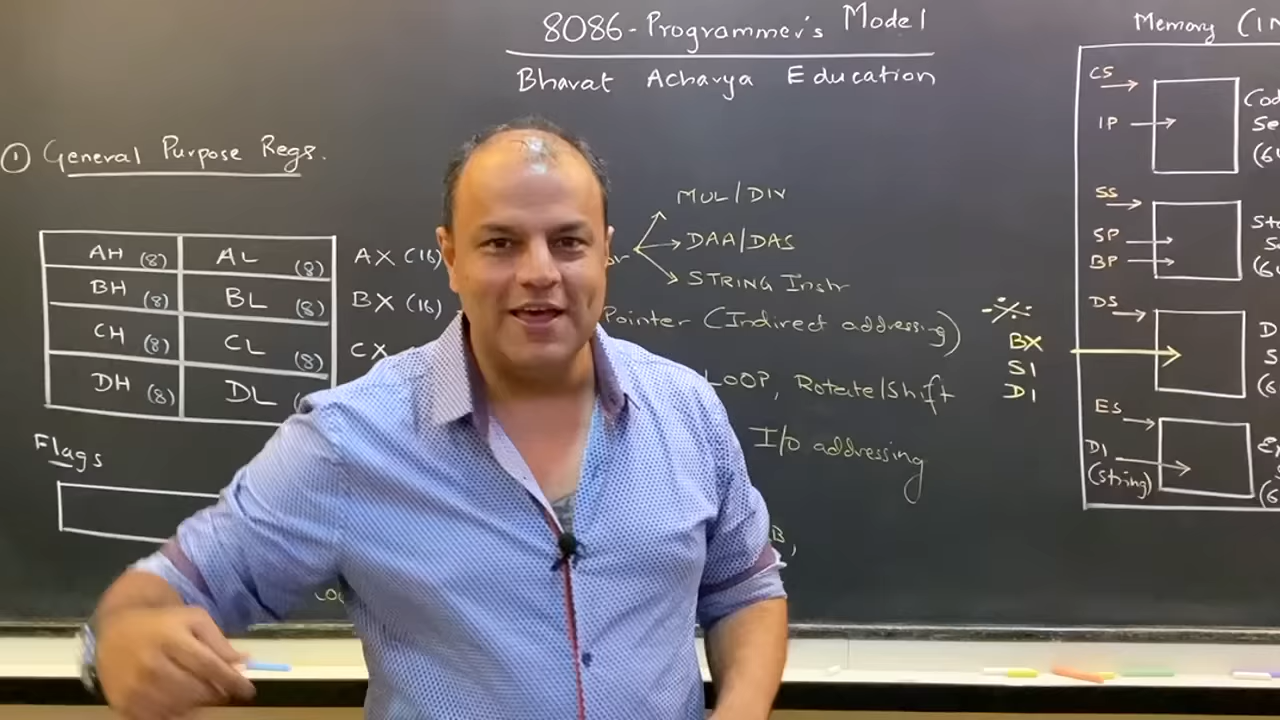 8086-Programmer's Model
Bharat Acharya Education
Memory
① General Purpose Regs.
AH (8) AL (8) AX (16)
BH (8) BL (8) BX (16)
CH (8) CL (8) CX
DH (8) DL
Flags
MUL/DIV
DAA/DAS
STRING Instr
Pointer (Indirect addressing)
LOOP, Rotate/Shift
I/O addressing
BX
SI
DI
CS
IP
SS
SP
BP
DS
ES
DI
(string)